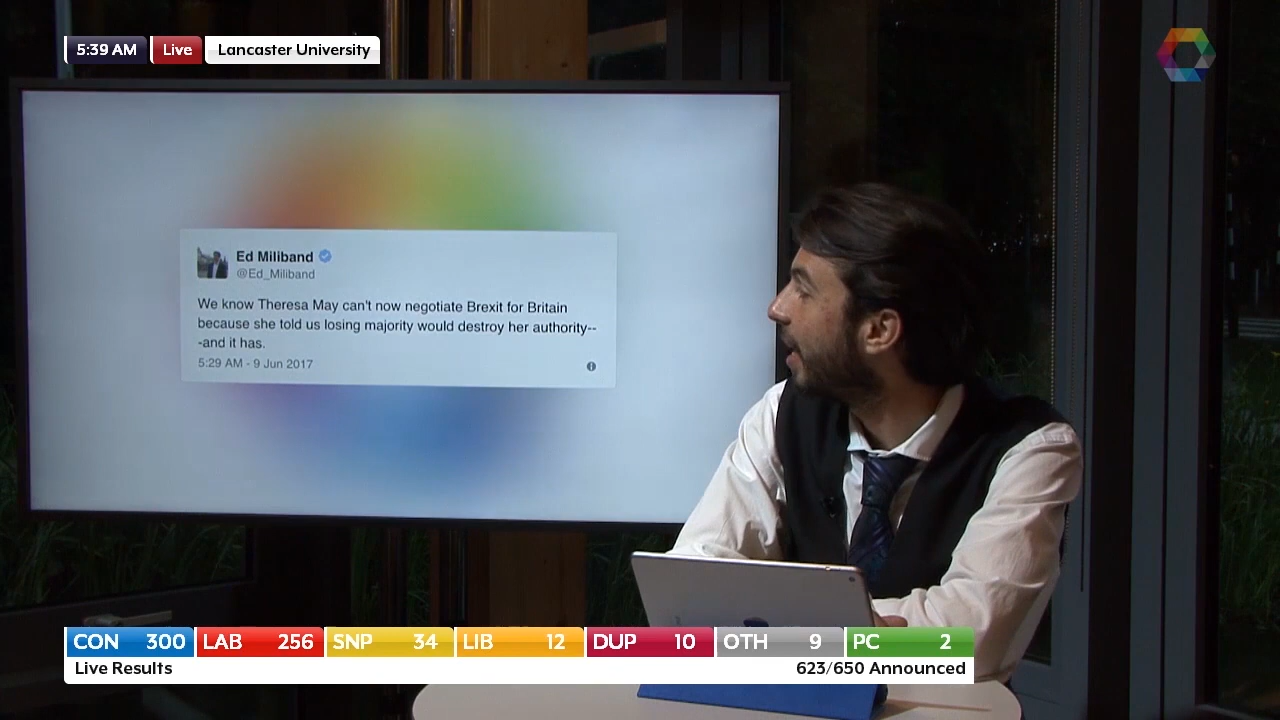 5:39 AM Live Lancaster University
Ed Miliband
@Ed_Miliband
We know Theresa May can't now negotiate Brexit for Britain
because she told us losing majority would destroy her authority--
-and it has.
5:29 AM - 9 Jun 2017
CON 300 LAB 256 SNP 34 LIB 12 DUP 10 OTH 9 PC 2
Live Results 623/650 Announced